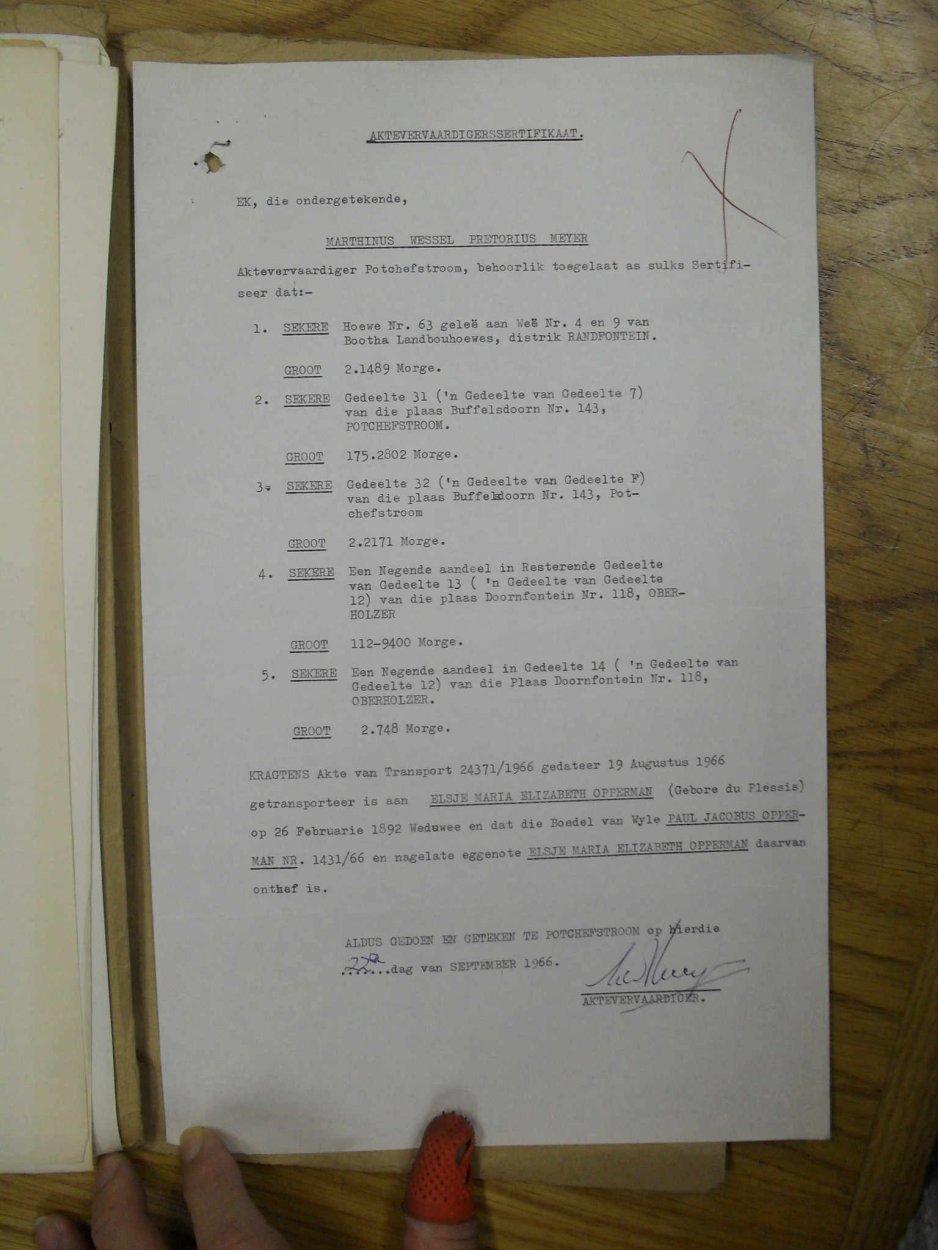 AKTEVERVAARDIGERSSERTIFIKAAT.
EK, die ondergetekende,
MARTHINUS WESSEL PRETORIUS MEYER
Aktevervaardiger Potchefstroom, behoorlik toegelaat as sulks Sertifi-
seer dat:-
1. SEKERE Hoewe Nr. 63 geleë aan Weë Nr. 4 en 9 van
Bootha Landbouhoewes, distrik RANDFONTEIN.
GROOT 2.1489 Morge.
2. SEKERE Gedeelte 31 ('n Gedeelte van Gedeelte 7)
van die plaas Buffelsdoorn Nr. 143,
POTCHEFSTROOM.
GROOT 175.2802 Morge.
3. SEKERE Gedeelte 32 ('n Gedeelte van Gedeelte F)
van die plaas Buffelsdoorn Nr. 143, Pot-
chefstroom
GROOT 2.2171 Morge.
4. SEKERE Een Negende aandeel in Resterende Gedeelte
van Gedeelte 13 ( 'n Gedeelte van Gedeelte
12) van die plaas Doornfontein Nr. 118, OBER-
HOLZER
GROOT 112-9400 Morge.
5. SEKERE Een Negende aandeel in Gedeelte 14 ( 'n Gedeelte van
Gedeelte 12) van die Plaas Doornfontein Nr. 118,
OBERHOLZER.
GROOT 2.748 Morge.
KRAGTENS Akte van Transport 24371/1966 gedateer 19 Augustus 1966
getransporteer is aan ELSJE MARIA ELIZABETH OPPERMAN (Gebore du Plessis)
op 26 Februarie 1892 Weduwee en dat die Boedel van Wyle PAUL JACOBUS OPPER-
MAN NR. 1431/66 en nagelate eggenote ELSJE MARIA ELIZABETH OPPERMAN daarvan
onthef is.
ALDUS GEDOEN EN GETEKEN TE POTCHEFSTROOM op hierdie
......dag van SEPTEMBER 1966.
AKTEVERVAARDIGER.